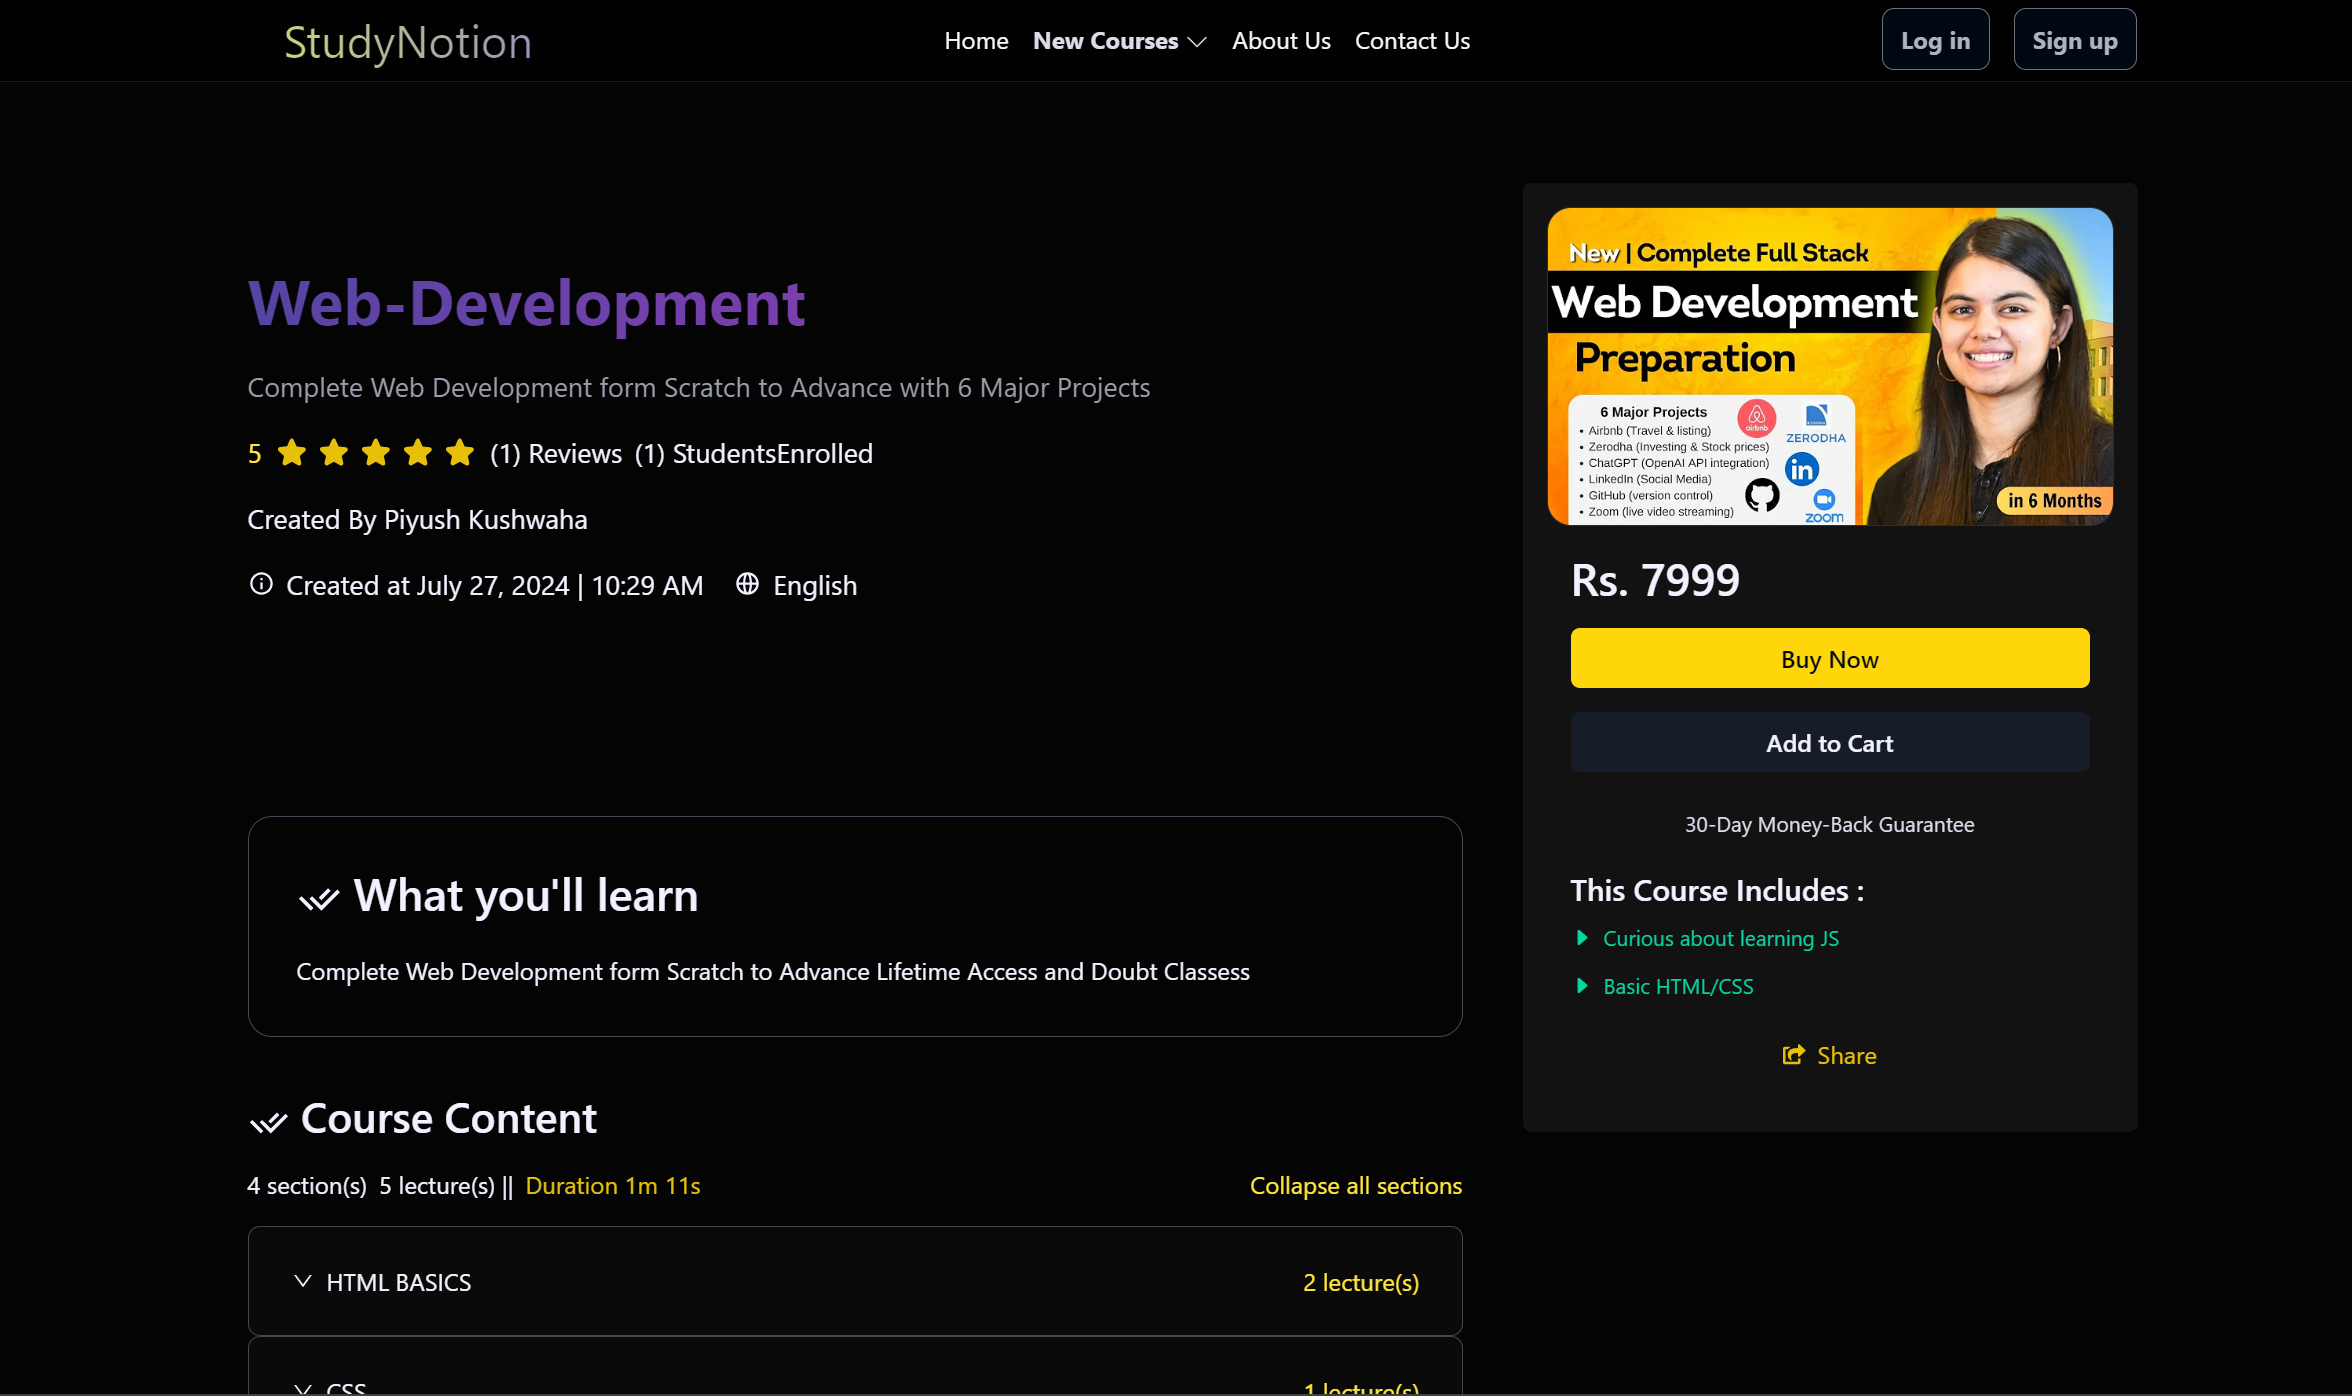 StudyNotion
Home New Courses About Us Contact Us
Log in Sign up
Web-Development
Complete Web Development form Scratch to Advance with 6 Major Projects
5 (1) Reviews (1) StudentsEnrolled
Created By Piyush Kushwaha
Created at July 27, 2024 | 10:29 AM English
New | Complete Full Stack
Web Development
Preparation
6 Major Projects
• Airbnb (Travel & listing)
• Zerodha (Investing & Stock prices)
• ChatGPT (OpenAI API integration)
• LinkedIn (Social Media)
• GitHub (version control)
• Zoom (live video streaming)
airbnb
ZERODHA
in
zoom
in 6 Months
Rs. 7999
Buy Now
Add to Cart
30-Day Money-Back Guarantee
This Course Includes :
Curious about learning JS
Basic HTML/CSS
Share
What you'll learn
Complete Web Development form Scratch to Advance Lifetime Access and Doubt Classess
Course Content
4 section(s) 5 lecture(s) || Duration 1m 11s Collapse all sections
HTML BASICS 2 lecture(s)
CSS 1 lecture(s)